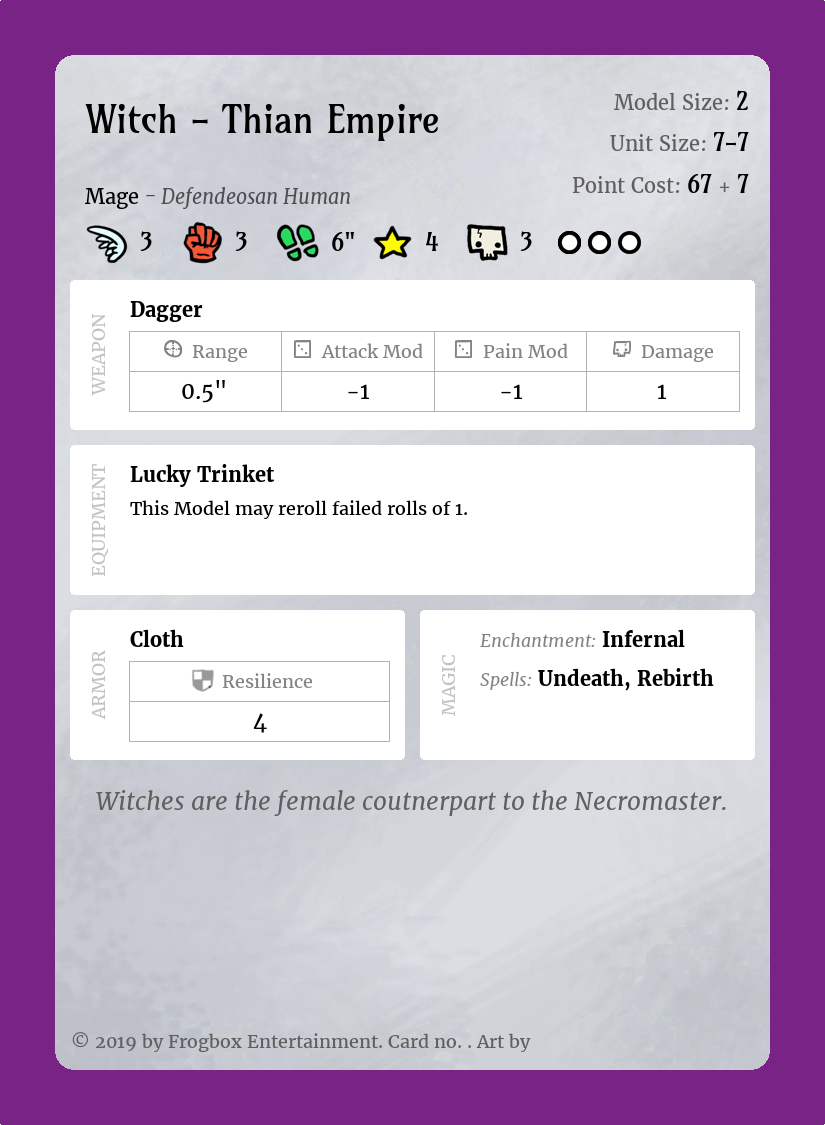 Witch – Thian Empire
Model Size: 2
Unit Size: 7–7
Point Cost: 67 + 7
Mage – Defendeosan Human
3 3 6" 4 3
WEAPON
Dagger
Range Attack Mod Pain Mod Damage
0.5" -1 -1 1
EQUIPMENT
Lucky Trinket
This Model may reroll failed rolls of 1.
ARMOR
Cloth
Resilience
4
MAGIC
Enchantment: Infernal
Spells: Undeath, Rebirth
Witches are the female coutnerpart to the Necromaster.
© 2019 by Frogbox Entertainment. Card no. . Art by